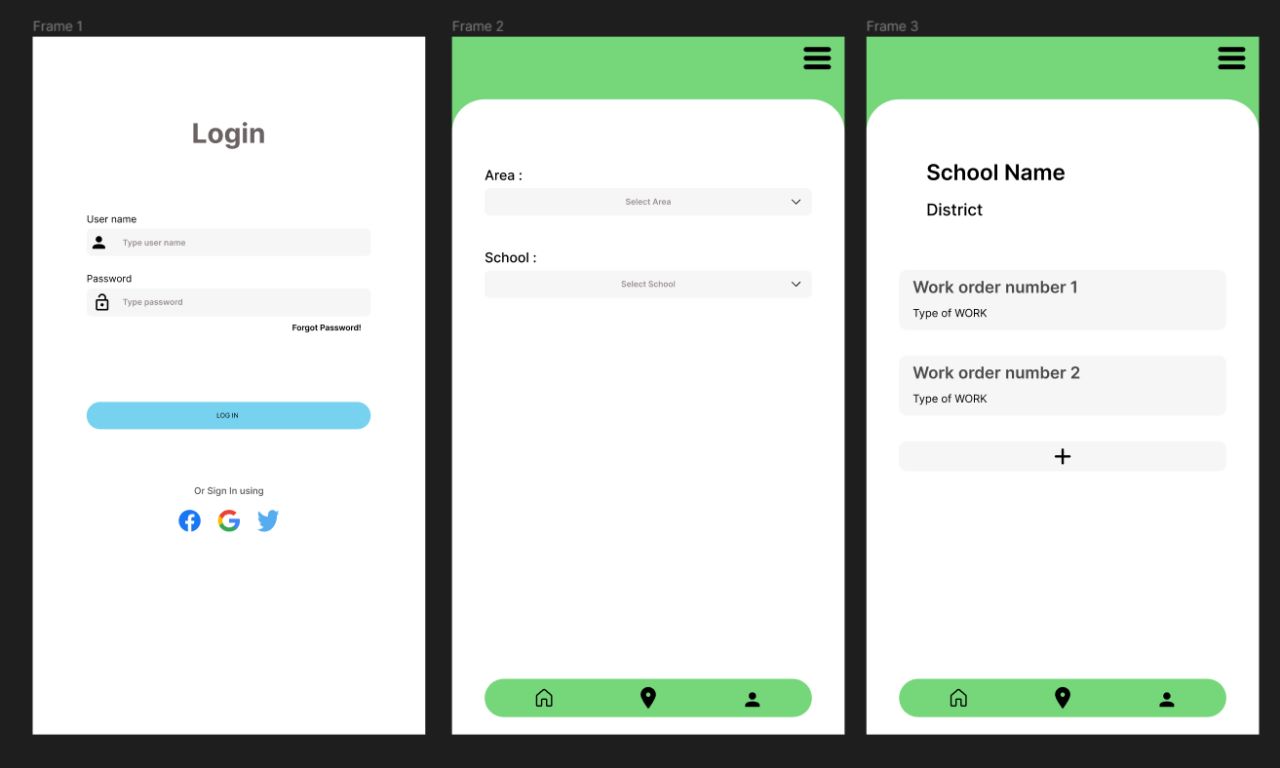 Frame 1
Login
User name
Type user name
Password
Type password
Forgot Password!
LOG IN
Or Sign In using
Frame 2
Area :
Select Area
School :
Select School
Frame 3
School Name
District
Work order number 1
Type of WORK
Work order number 2
Type of WORK